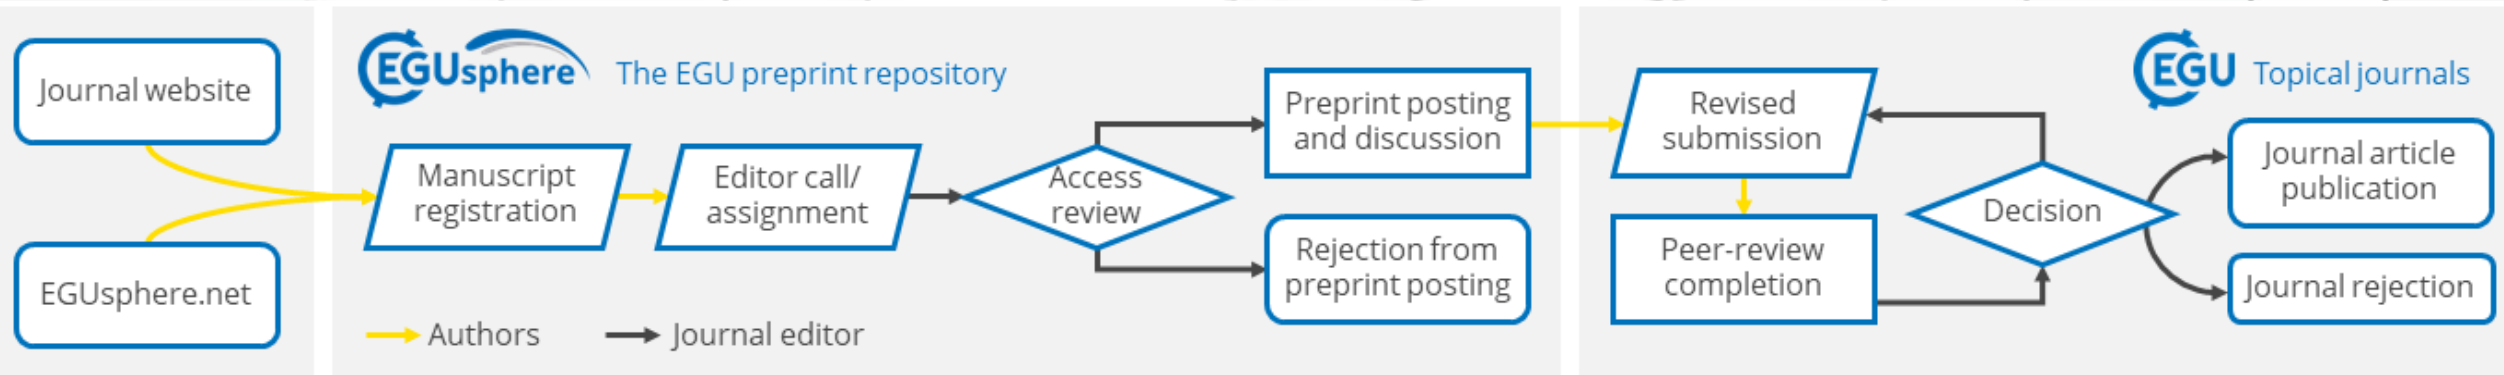 Journal website
EGUsphere.net
EGUsphere
The EGU preprint repository
Manuscript
registration
Editor call/
assignment
Access
review
Preprint posting
and discussion
Rejection from
preprint posting
Authors
Journal editor
EGU
Topical journals
Revised
submission
Peer-review
completion
Decision
Journal article
publication
Journal rejection